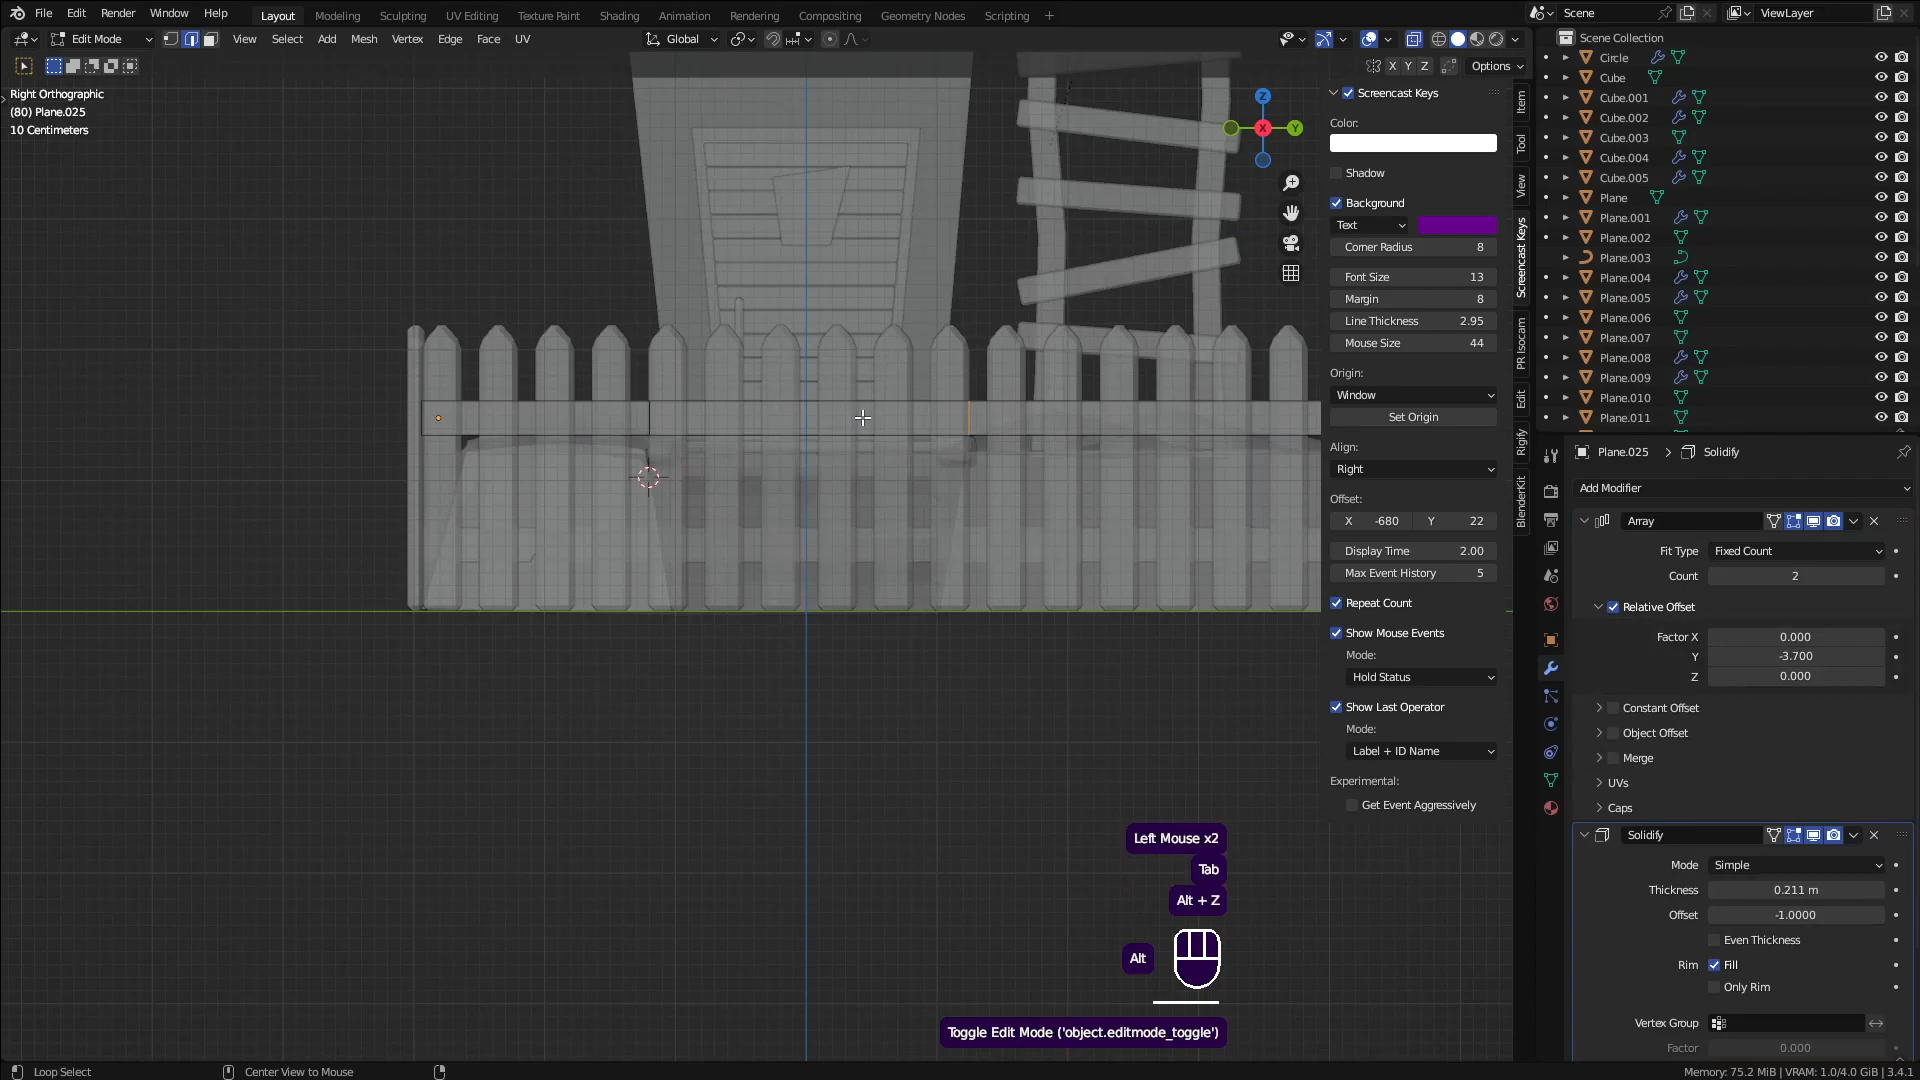 File Edit Render Window Help Layout Modeling Sculpting UV Editing Texture Paint Shading Animation Rendering Compositing Geometry Nodes Scripting + Scene ViewLayer
Edit Mode View Select Add Mesh Vertex Edge Face UV Global
X Y Z Options
Right Orthographic
(80) Plane.025
10 Centimeters
Z
X
Y
Screencast Keys
Color:
Shadow
Background
Text
Corner Radius 8
Font Size 13
Margin 8
Line Thickness 2.95
Mouse Size 44
Origin:
Window
Set Origin
Align:
Right
Offset:
X -680 Y 22
Display Time 2.00
Max Event History 5
Repeat Count
Show Mouse Events
Mode:
Hold Status
Show Last Operator
Mode:
Label + ID Name
Experimental:
Get Event Aggressively
Item
Tool
View
Screencast Keys
PR Isocam
Edit
Rigify
BlenderKit
Scene Collection
Circle
Cube
Cube.001
Cube.002
Cube.003
Cube.004
Cube.005
Plane
Plane.001
Plane.002
Plane.003
Plane.004
Plane.005
Plane.006
Plane.007
Plane.008
Plane.009
Plane.010
Plane.011
Plane.025 > Solidify
Add Modifier
Array
Fit Type Fixed Count
Count 2
Relative Offset
Factor X 0.000
Y -3.700
Z 0.000
Constant Offset
Object Offset
Merge
UVs
Caps
Solidify
Mode Simple
Thickness 0.211 m
Offset -1.0000
Even Thickness
Rim Fill
Only Rim
Vertex Group
Factor 0.000
Left Mouse x2
Tab
Alt + Z
Alt
Toggle Edit Mode ('object.editmode_toggle')
Loop Select Center View to Mouse Memory: 75.2 MiB | VRAM: 1.0/4.0 GiB | 3.4.1